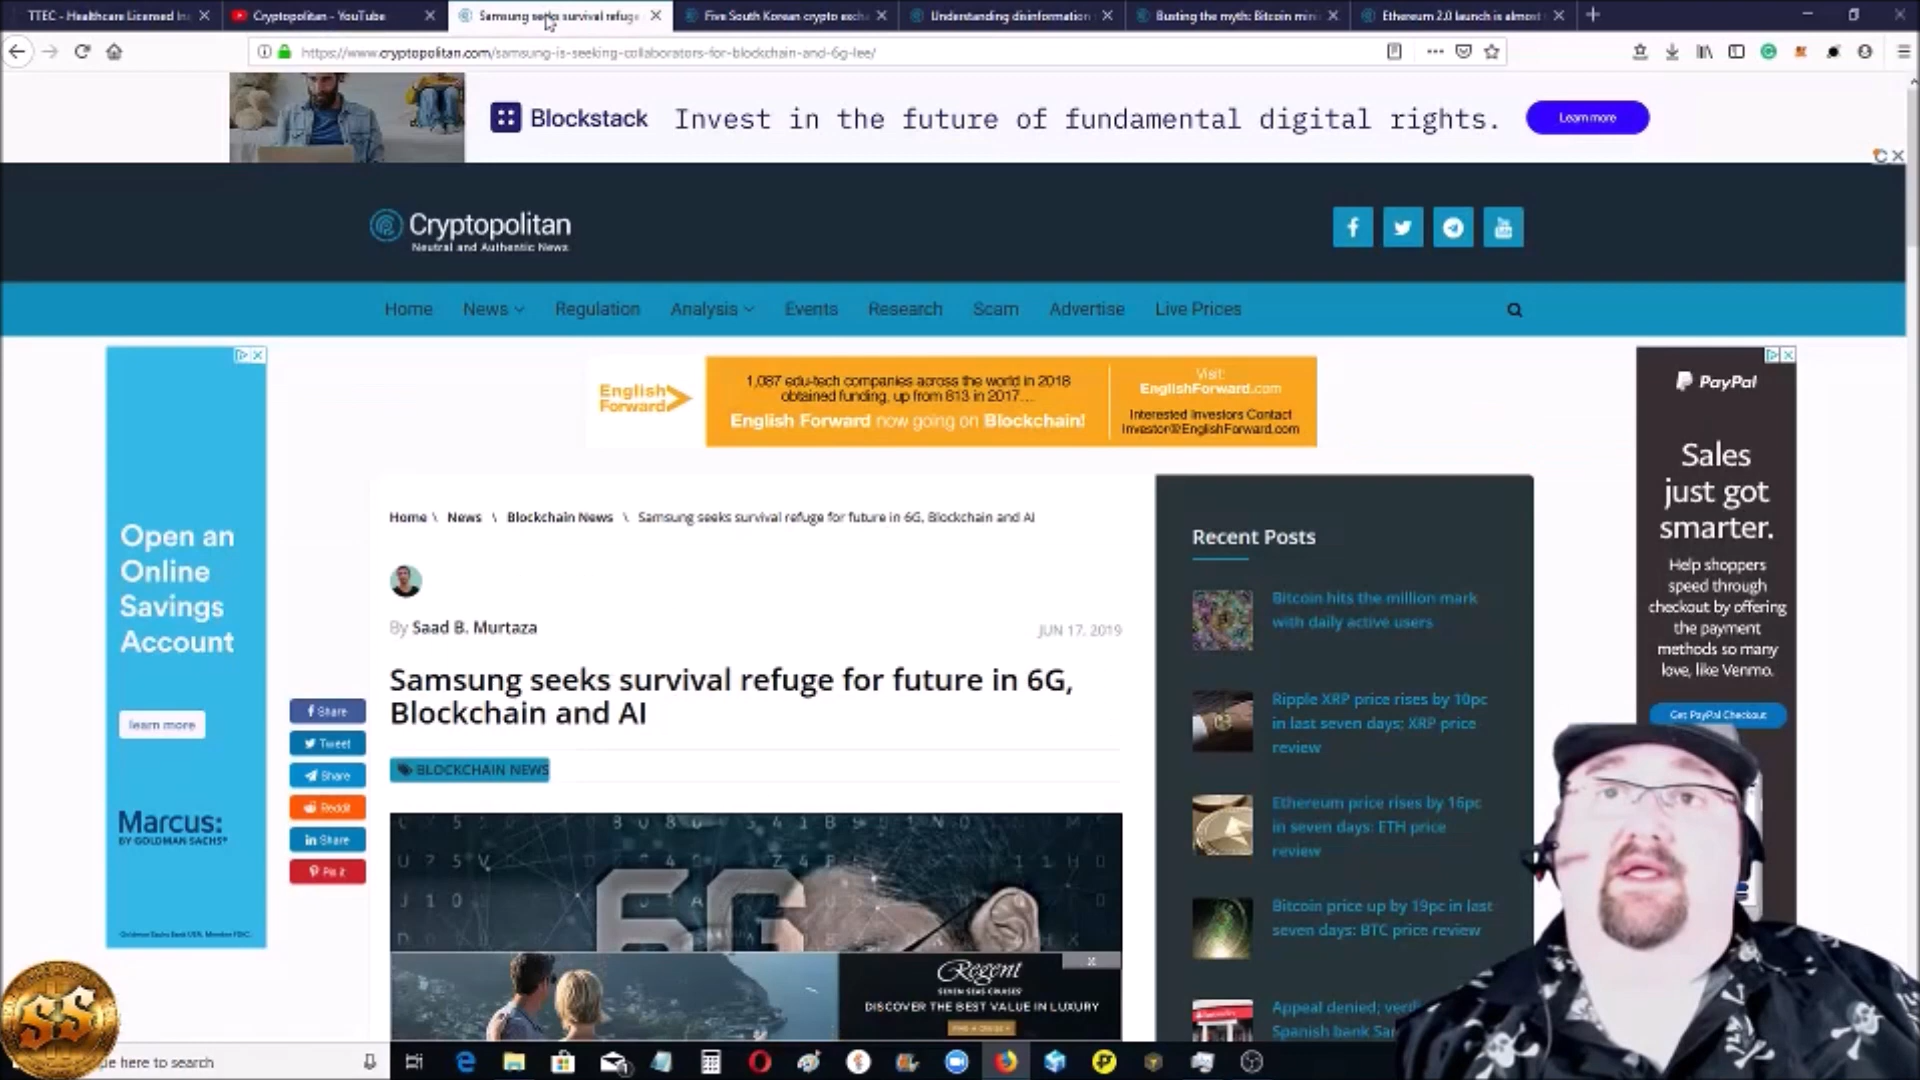 TTEC - Healthcare Licensed In
Cryptopolitan - YouTube
Samsung seeks survival refuge
Five South Korean crypto exch
Understanding disinformation
Busting the myth: Bitcoin mini
Ethereum 2.0 launch is almost
https://www.cryptopolitan.com/samsung-is-seeking-collaborators-for-blockchain-and-6g-lee/
Blockstack Invest in the future of fundamental digital rights. Learn more
Cryptopolitan
Neutral and Authentic News
Home News Regulation Analysis Events Research Scam Advertise Live Prices
English
Forward
1,087 edu-tech companies across the world in 2018
obtained funding, up from 813 in 2017....
English Forward now going on Blockchain!
Visit:
EnglishForward.com
Interested Investors Contact
Investor@EnglishForward.com
Open an
Online
Savings
Account
learn more
Marcus:
BY GOLDMAN SACHS®
Goldman Sachs Bank USA, Member FDIC.
Share
Tweet
Share
Reddit
Share
Pin it
Home \ News \ Blockchain News \ Samsung seeks survival refuge for future in 6G, Blockchain and AI
By Saad B. Murtaza
JUN 17, 2019
Samsung seeks survival refuge for future in 6G,
Blockchain and AI
BLOCKCHAIN NEWS
6G
Regent
SEVEN SEAS CRUISES
DISCOVER THE BEST VALUE IN LUXURY
FIND A CRUISE
Recent Posts
Bitcoin hits the million mark
with daily active users
Ripple XRP price rises by 10pc
in last seven days; XRP price
review
Ethereum price rises by 16pc
in seven days: ETH price
review
Bitcoin price up by 19pc in last
seven days: BTC price review
Appeal denied; verd
Spanish bank San
PayPal
Sales
just got
smarter.
Help shoppers
speed through
checkout by offering
the payment
methods so many
love, like Venmo.
Get PayPal Checkout
SS
pe here to search